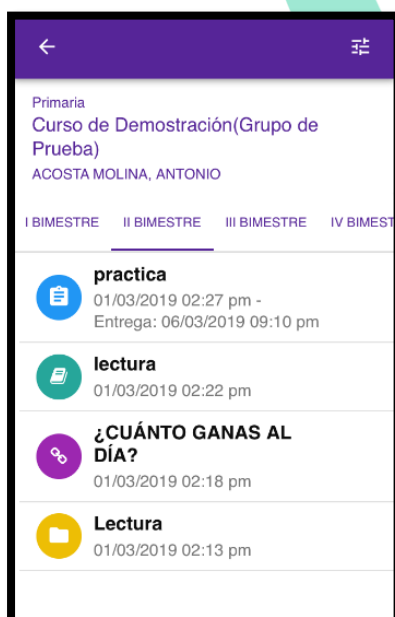 Primaria
Curso de Demostración(Grupo de
Prueba)
ACOSTA MOLINA, ANTONIO
I BIMESTRE II BIMESTRE III BIMESTRE IV BIMEST
practica
01/03/2019 02:27 pm -
Entrega: 06/03/2019 09:10 pm
lectura
01/03/2019 02:22 pm
¿CUÁNTO GANAS AL
DÍA?
01/03/2019 02:18 pm
Lectura
01/03/2019 02:13 pm